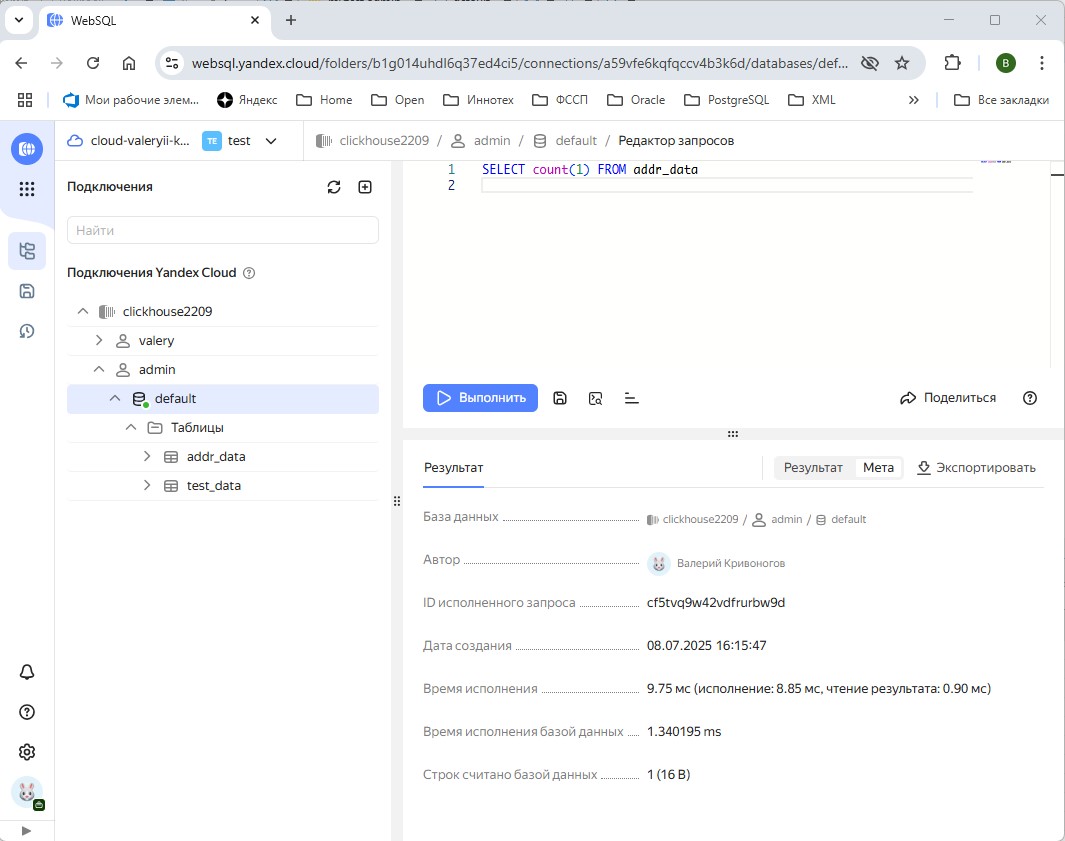 WebSQL
websql.yandex.cloud/folders/b1g014uhdl6q37ed4ci5/connections/a59vfe6kqfqccv4b3k6d/databases/def...
B
Мои рабочие элем...
Яндекс
Home
Open
Иннотех
ФССП
Oracle
PostgreSQL
XML
»
Все закладки
cloud-valeryii-k...
TE
test
clickhouse2209 / admin / default / Редактор запросов
Подключения
Найти
Подключения Yandex Cloud
clickhouse2209
valery
admin
default
Таблицы
addr_data
test_data
1 SELECT count(1) FROM addr_data
2
Выполнить
Поделиться
Результат
Результат
Мета
Экспортировать
База данных clickhouse2209 / admin / default
Автор Валерий Кривоногов
ID исполненного запроса cf5tvq9w42vdfrurbw9d
Дата создания 08.07.2025 16:15:47
Время исполнения 9.75 мс (исполнение: 8.85 мс, чтение результата: 0.90 мс)
Время исполнения базой данных 1.340195 ms
Строк считано базой данных 1 (16 B)